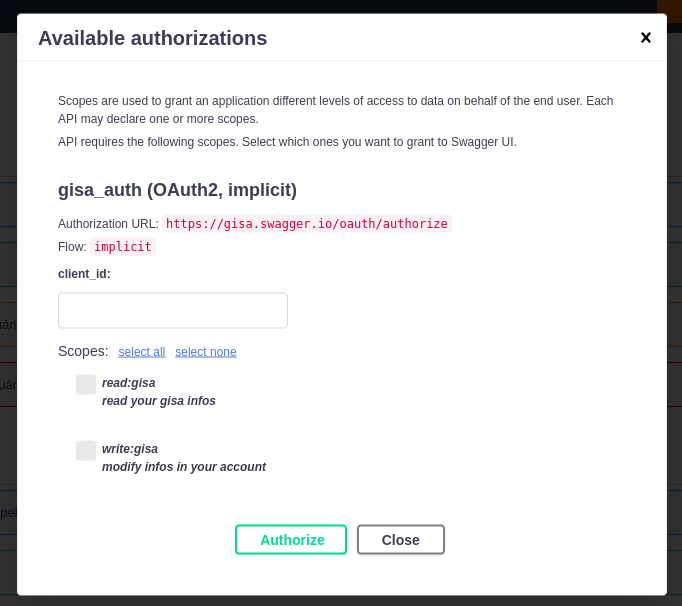 Available authorizations
Scopes are used to grant an application different levels of access to data on behalf of the end user. Each
API may declare one or more scopes.
API requires the following scopes. Select which ones you want to grant to Swagger UI.
gisa_auth (OAuth2, implicit)
Authorization URL: https://gisa.swagger.io/oauth/authorize
Flow: implicit
client_id:
Scopes: select all select none
read:gisa
read your gisa infos
write:gisa
modify infos in your account
Authorize Close